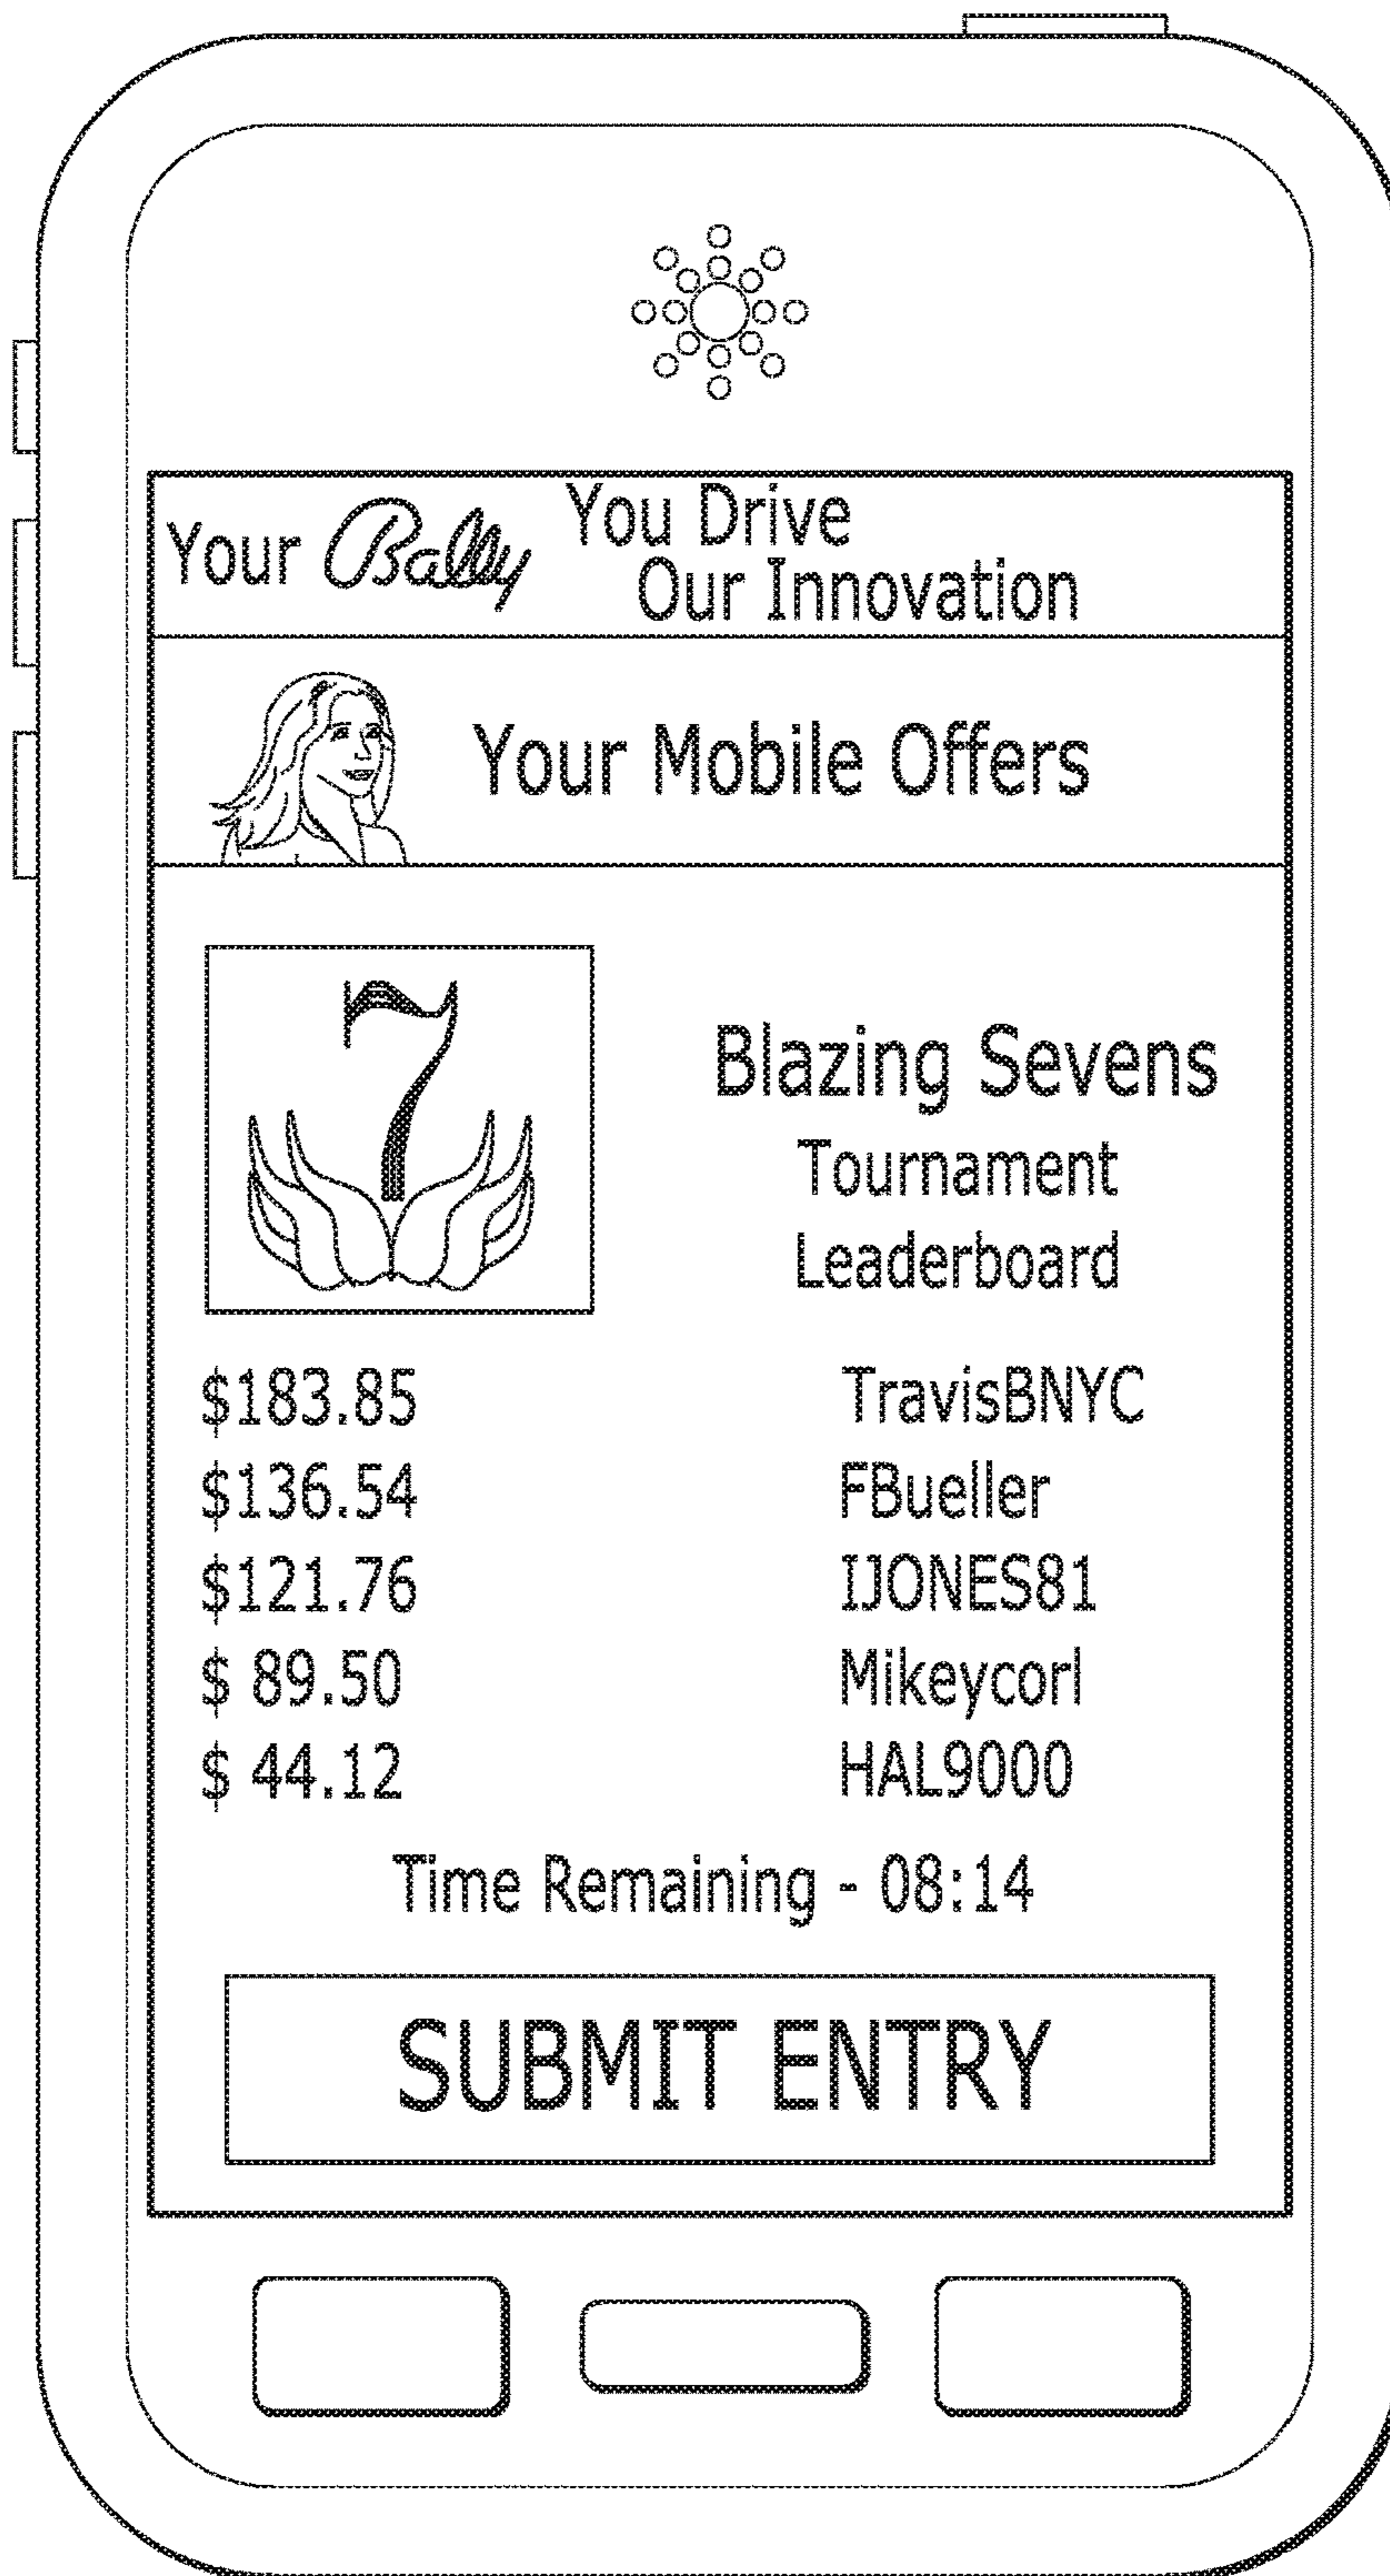 Your Bally You Drive
Our Innovation
Your Mobile Offers
7
Blazing Sevens
Tournament
Leaderboard
$183.85 TravisBNYC
$136.54 FBueller
$121.76 IJONES81
$ 89.50 Mikeycorl
$ 44.12 HAL9000
Time Remaining - 08:14
SUBMIT ENTRY